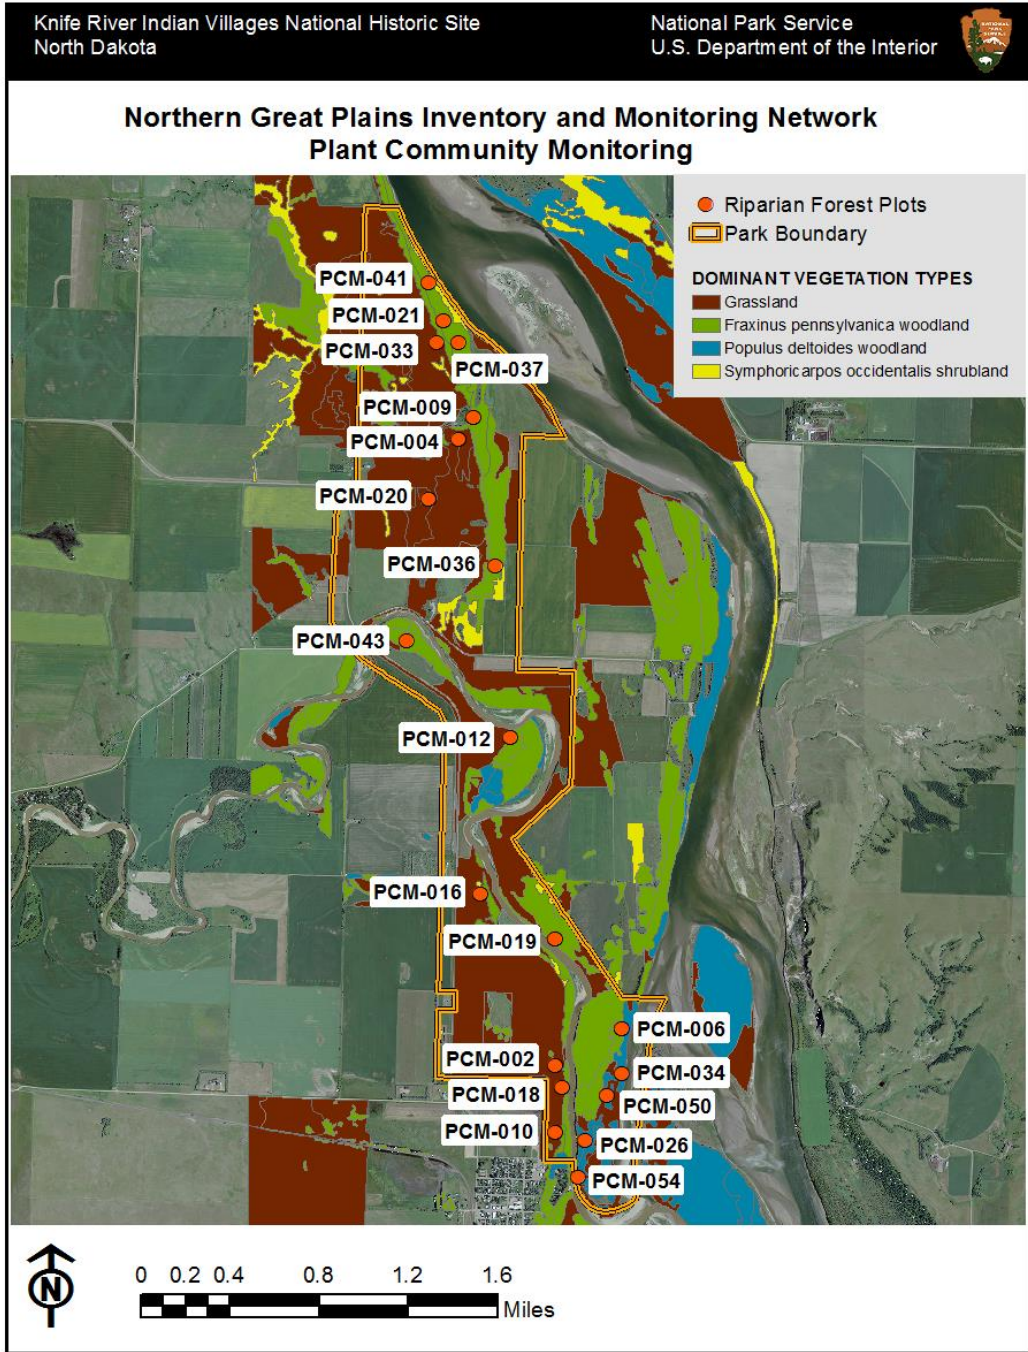 Knife River Indian Villages National Historic Site
North Dakota
National Park Service
U.S. Department of the Interior
NATIONAL
PARK
SERVICE
Northern Great Plains Inventory and Monitoring Network
Plant Community Monitoring
Riparian Forest Plots
Park Boundary
DOMINANT VEGETATION TYPES
Grassland
Fraxinus pennsylvanica woodland
Populus deltoides woodland
Symphoricarpos occidentalis shrubland
PCM-041
PCM-021
PCM-033
PCM-037
PCM-009
PCM-004
PCM-020
PCM-036
PCM-043
PCM-012
PCM-016
PCM-019
PCM-006
PCM-002
PCM-034
PCM-018
PCM-050
PCM-010
PCM-026
PCM-054
N
0 0.2 0.4 0.8 1.2 1.6
Miles